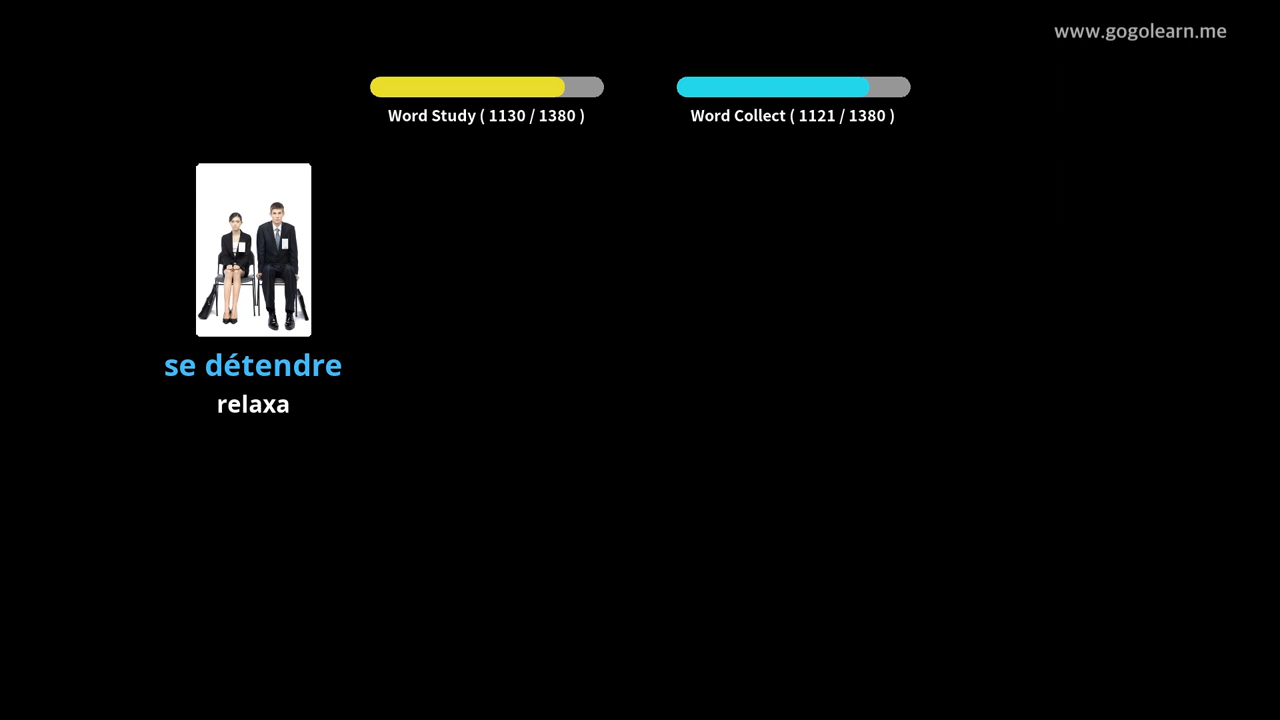 www.gogolearn.me
Word Study ( 1130 / 1380 )
Word Collect ( 1121 / 1380 )
se détendre
relaxa